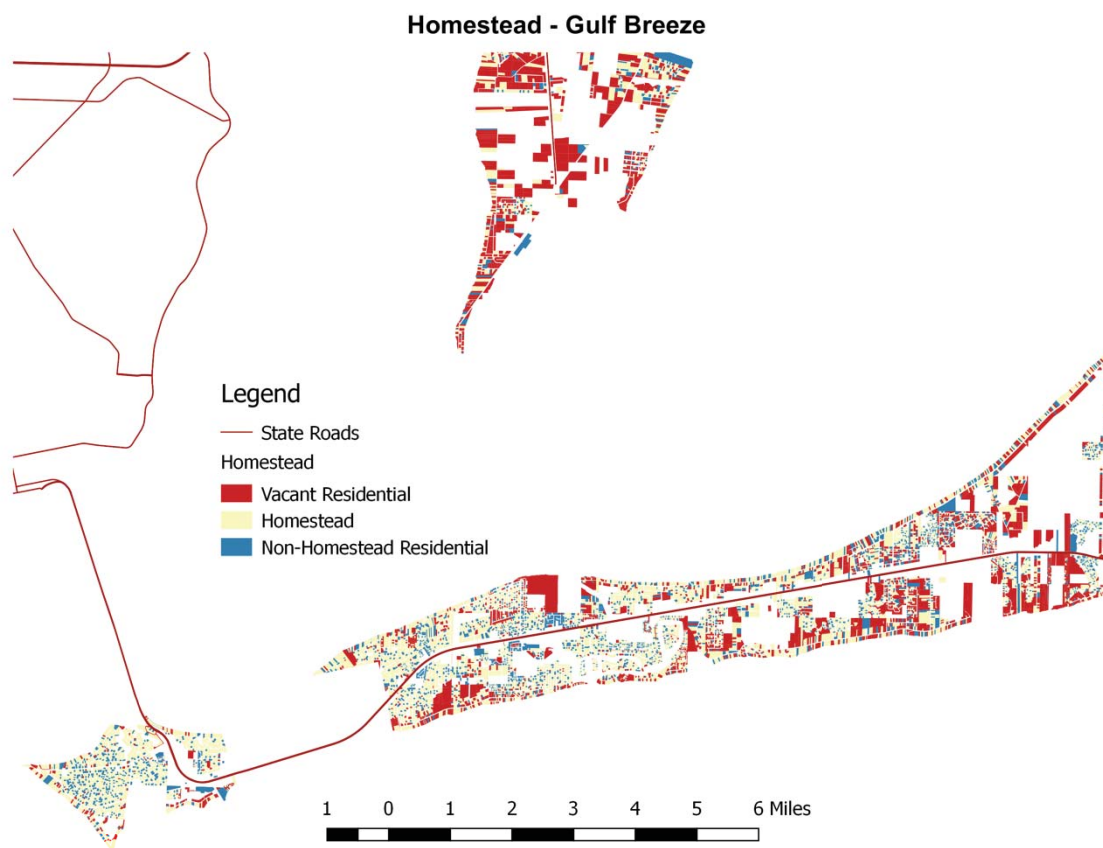 Homestead - Gulf Breeze
Legend
State Roads
Homestead
Vacant Residential
Homestead
Non-Homestead Residential
1 0 1 2 3 4 5 6 Miles